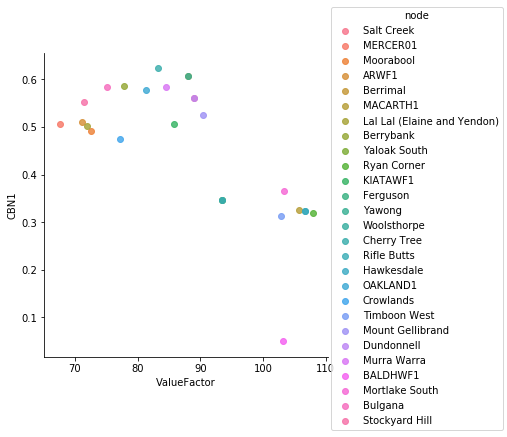 node
Salt Creek
MERCER01
Moorabool
ARWF1
Berrimal
MACARTH1
Lal Lal (Elaine and Yendon)
Berrybank
Yaloak South
Ryan Corner
KIATAWF1
Ferguson
Yawong
Woolsthorpe
Cherry Tree
Rifle Butts
Hawkesdale
OAKLAND1
Crowlands
Timboon West
Mount Gellibrand
Dundonnell
Murra Warra
BALDHWF1
Mortlake South
Bulgana
Stockyard Hill
CBN1
0.6
0.5
0.4
0.3
0.2
0.1
70 80 90 100 110
ValueFactor